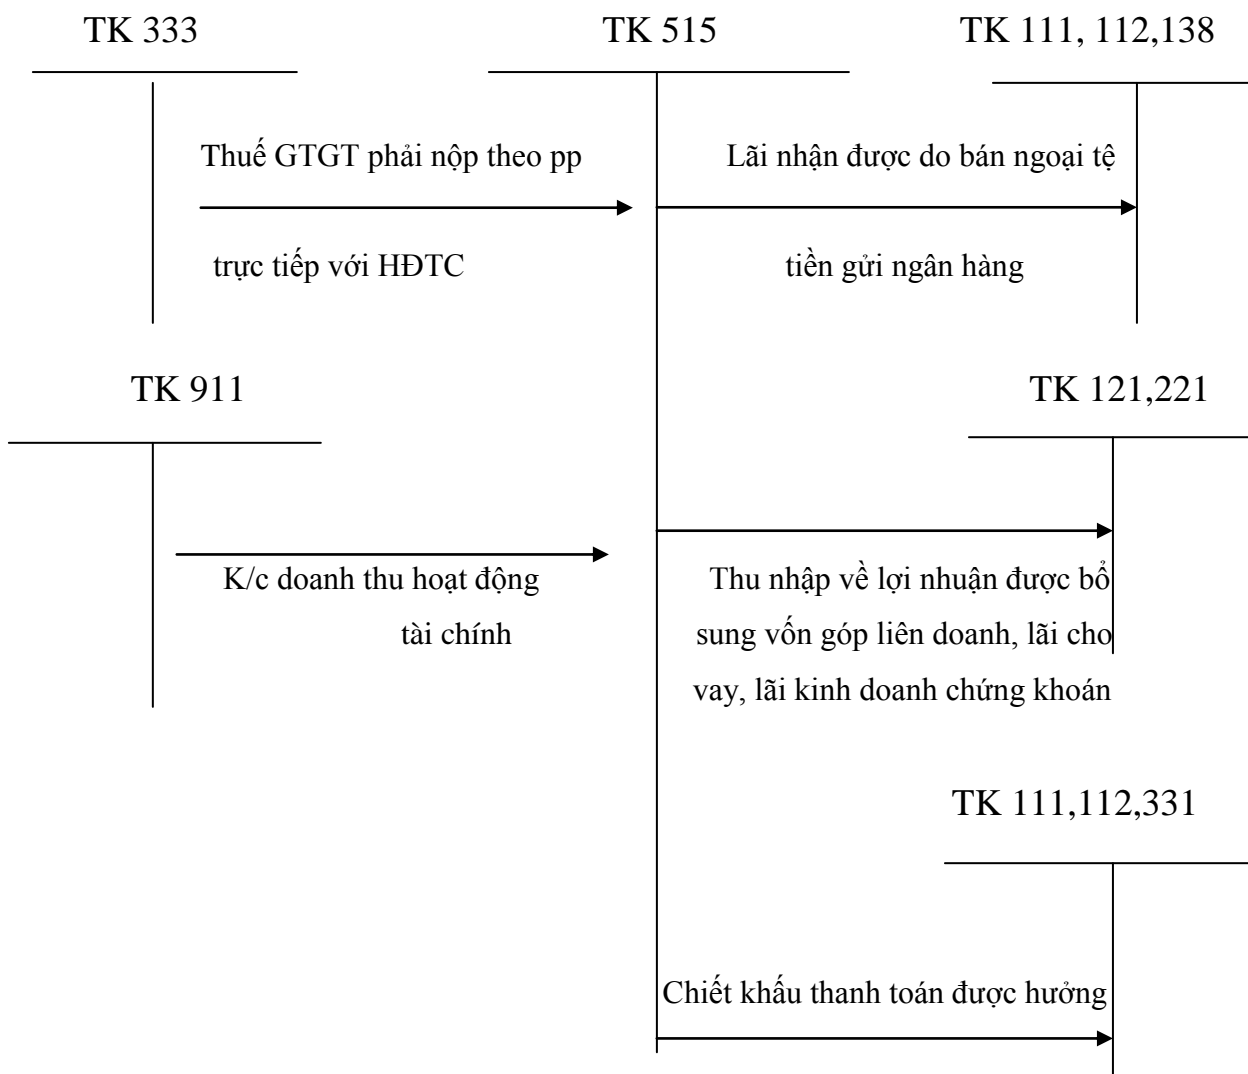 TK 333
TK 515
TK 111, 112,138
Thuế GTGT phải nộp theo pp
trực tiếp với HĐTC
Lãi nhận được do bán ngoại tệ
tiền gửi ngân hàng
TK 911
TK 121,221
K/c doanh thu hoạt động
tài chính
Thu nhập về lợi nhuận được bổ
sung vốn góp liên doanh, lãi cho
vay, lãi kinh doanh chứng khoán
TK 111,112,331
Chiết khấu thanh toán được hưởng